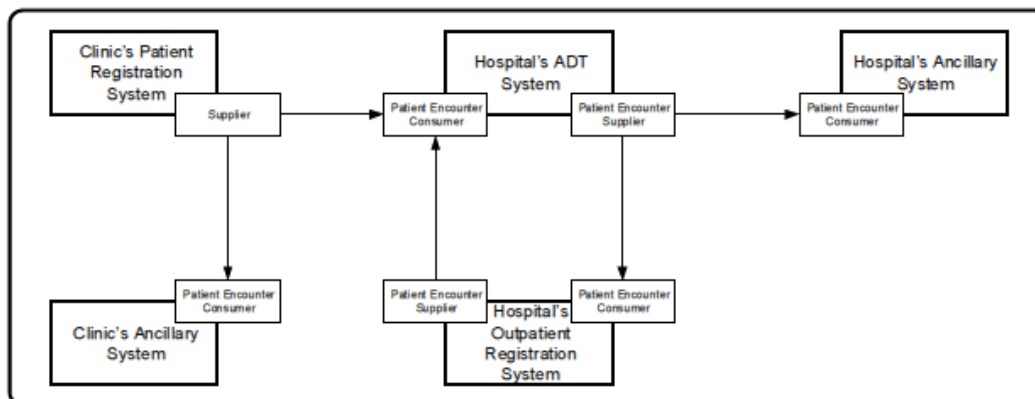 Clinic's Patient
Registration
System
Supplier
Hospital's ADT
System
Patient Encounter
Consumer
Patient Encounter
Supplier
Hospital's Ancillary
System
Patient Encounter
Consumer
Patient Encounter
Consumer
Clinic's Ancillary
System
Patient Encounter
Supplier
Patient Encounter
Consumer
Hospital's
Outpatient
Registration
System